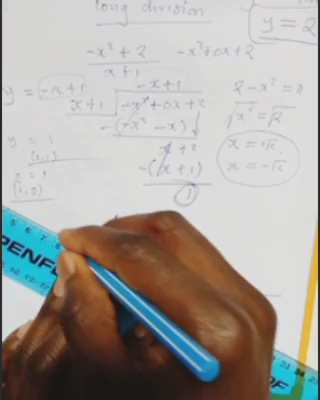 long division
y = 2
-x² + 2
x + 1
-x² + 0x + 2
y = -x + 1
-x + 1
x + 1
-x² + 0x + 2
-(-x² - x)
x + 2
-(x + 1)
1
2 - x² = 0
√x² = √2
x = √2
x = -√2
y = 1
(0,1)
x = 1
(1,0)